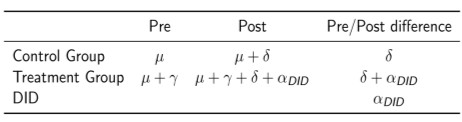 Pre Post Pre/Post difference
Control Group μ μ + δ δ
Treatment Group μ + γ μ + γ + δ + α_DID δ + α_DID
DID α_DID